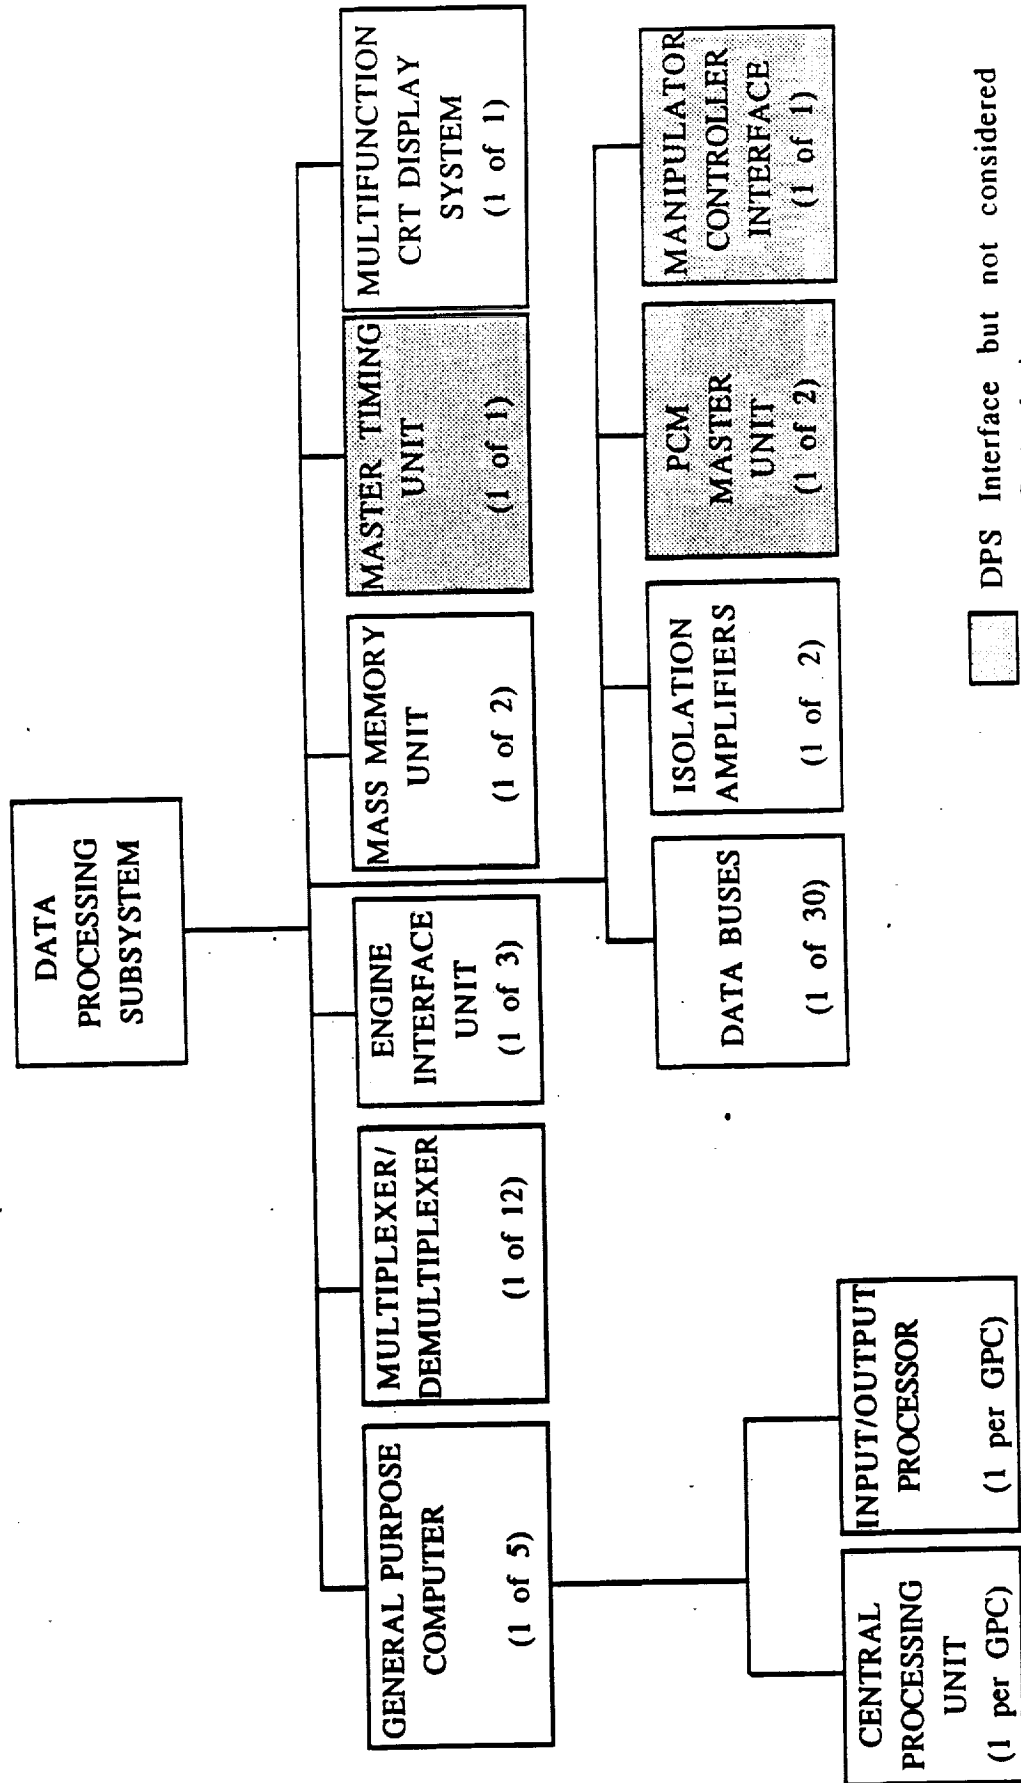 DATA
PROCESSING
SUBSYSTEM
GENERAL PURPOSE
COMPUTER
(1 of 5)
MULTIPLEXER/
DEMULTIPLEXER
(1 of 12)
ENGINE
INTERFACE
UNIT
(1 of 3)
MASS MEMORY
UNIT
(1 of 2)
MASTER TIMING
UNIT
(1 of 1)
MULTIFUNCTION
CRT DISPLAY
SYSTEM
(1 of 1)
DATA BUSES
(1 of 30)
ISOLATION
AMPLIFIERS
(1 of 2)
PCM
MASTER
UNIT
(1 of 2)
MANIPULATOR
CONTROLLER
INTERFACE
(1 of 1)
CENTRAL
PROCESSING
UNIT
(1 per GPC)
INPUT/OUTPUT
PROCESSOR
(1 per GPC)
DPS Interface but not considered